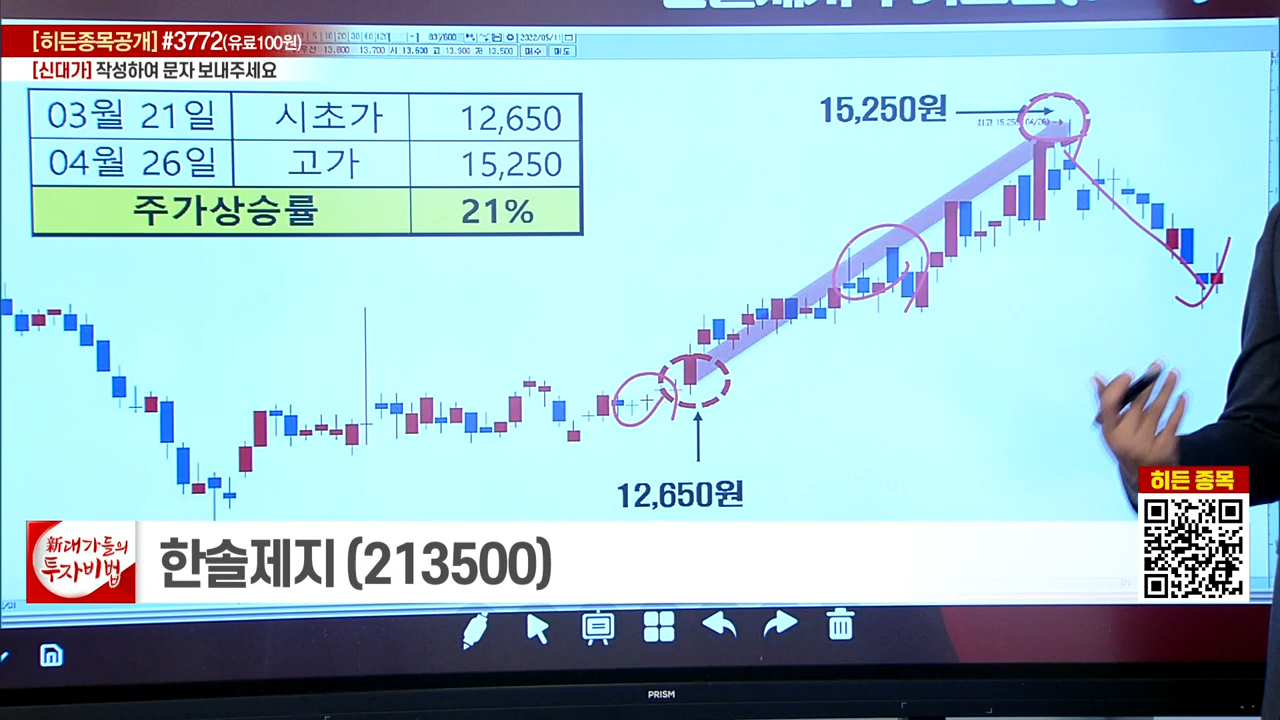 [히든종목공개] #3772(유료100원)
[신대가] 작성하여 문자 보내주세요
03월 21일 시초가 12,650
04월 26일 고가 15,250
주가상승률 21%
15,250원
12,650원
히든 종목
新대가들의
투자비법
한솔제지 (213500)
PRISM